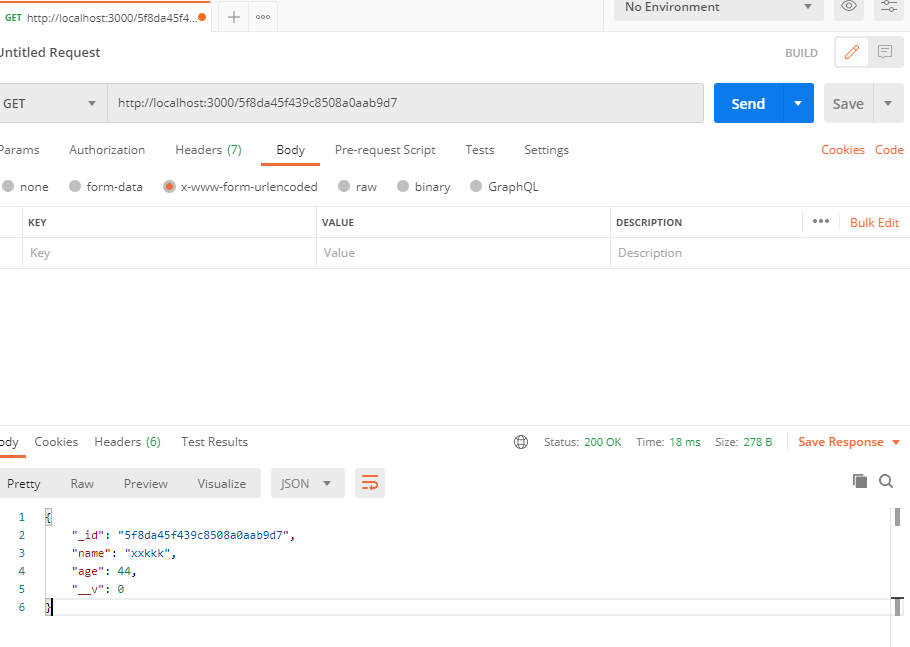 GET http://localhost:3000/5f8da45f4...
No Environment
Untitled Request
BUILD
GET
http://localhost:3000/5f8da45f439c8508a0aab9d7
Send
Save
Params Authorization Headers (7) Body Pre-request Script Tests Settings Cookies Code
none form-data x-www-form-urlencoded raw binary GraphQL
KEY VALUE DESCRIPTION Bulk Edit
Key Value Description
ody Cookies Headers (6) Test Results Status: 200 OK Time: 18 ms Size: 278 B Save Response
Pretty Raw Preview Visualize JSON
1 {
2 "_id": "5f8da45f439c8508a0aab9d7",
3 "name": "xxkkk",
4 "age": 44,
5 "__v": 0
6 }